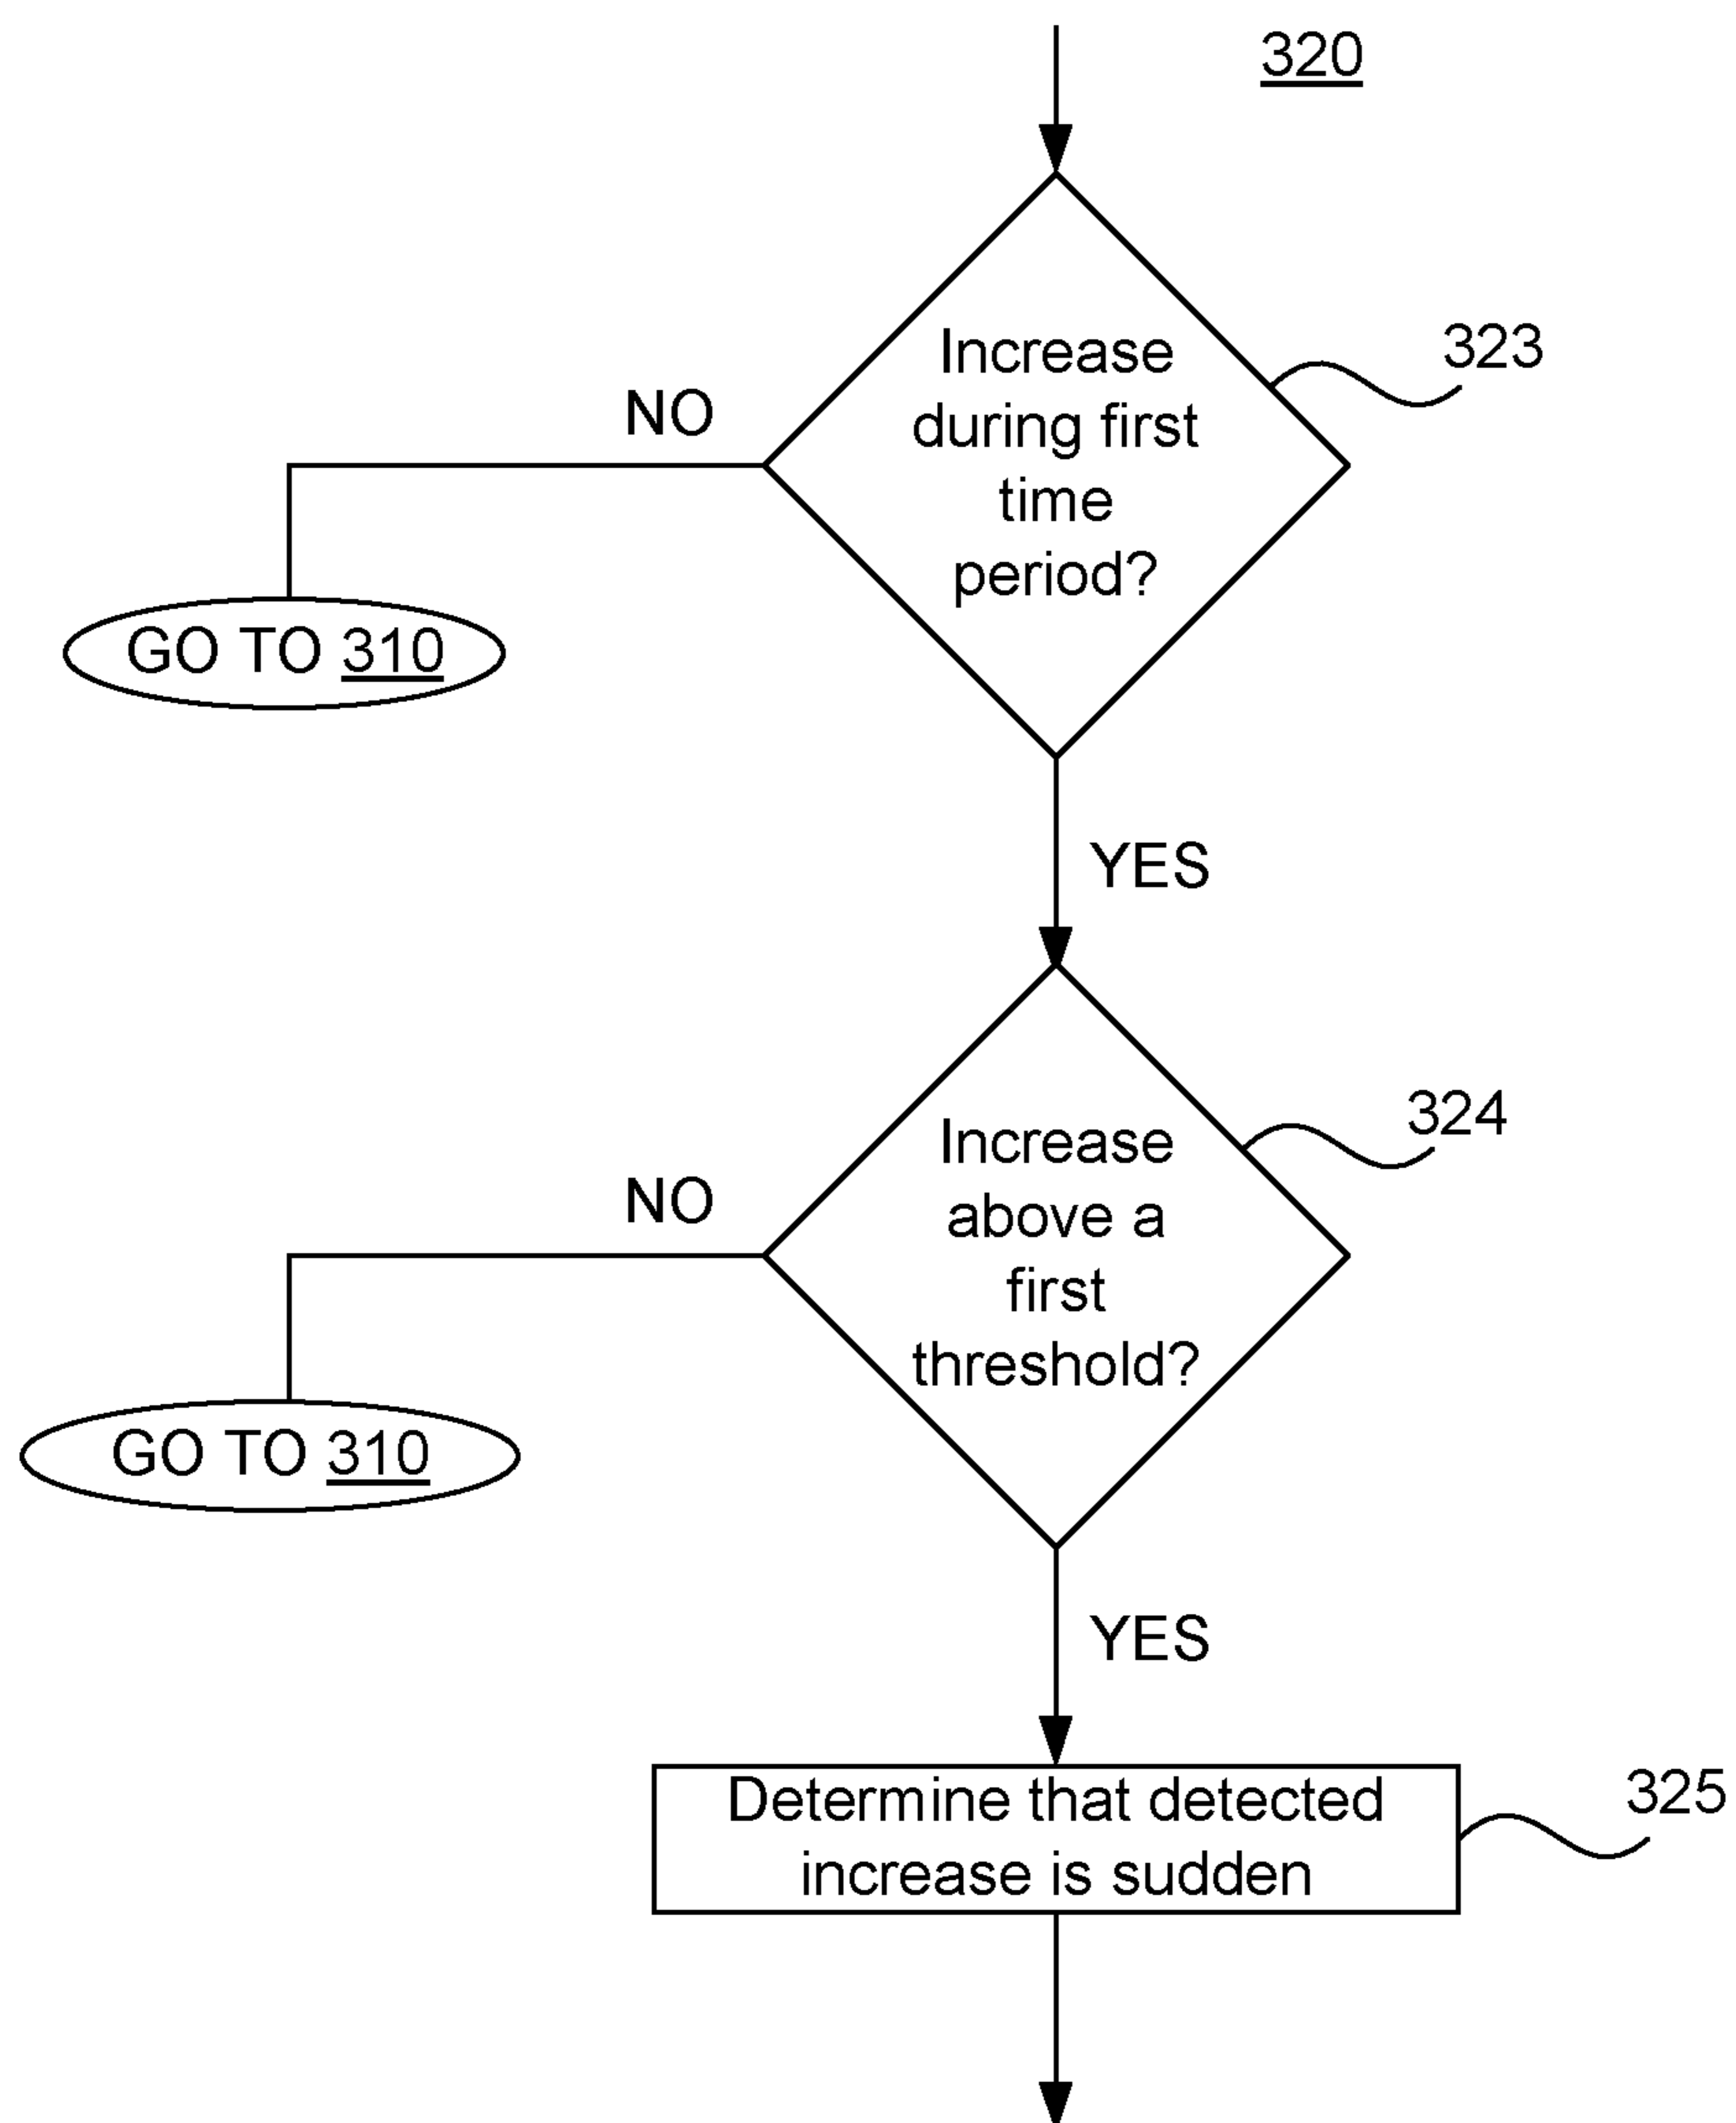 320
Increase
during first
time
period?
323
NO
GO TO 310
YES
Increase
above a
first
threshold?
324
NO
GO TO 310
YES
Determine that detected
increase is sudden
325